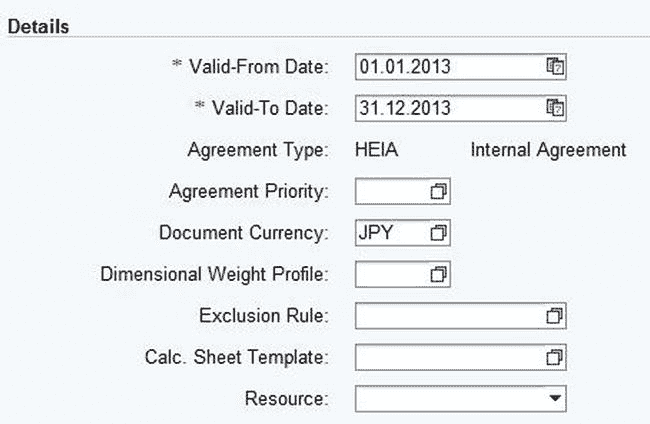 Details
* Valid-From Date: 01.01.2013
* Valid-To Date: 31.12.2013
Agreement Type: HEIA Internal Agreement
Agreement Priority:
Document Currency: JPY
Dimensional Weight Profile:
Exclusion Rule:
Calc. Sheet Template:
Resource: